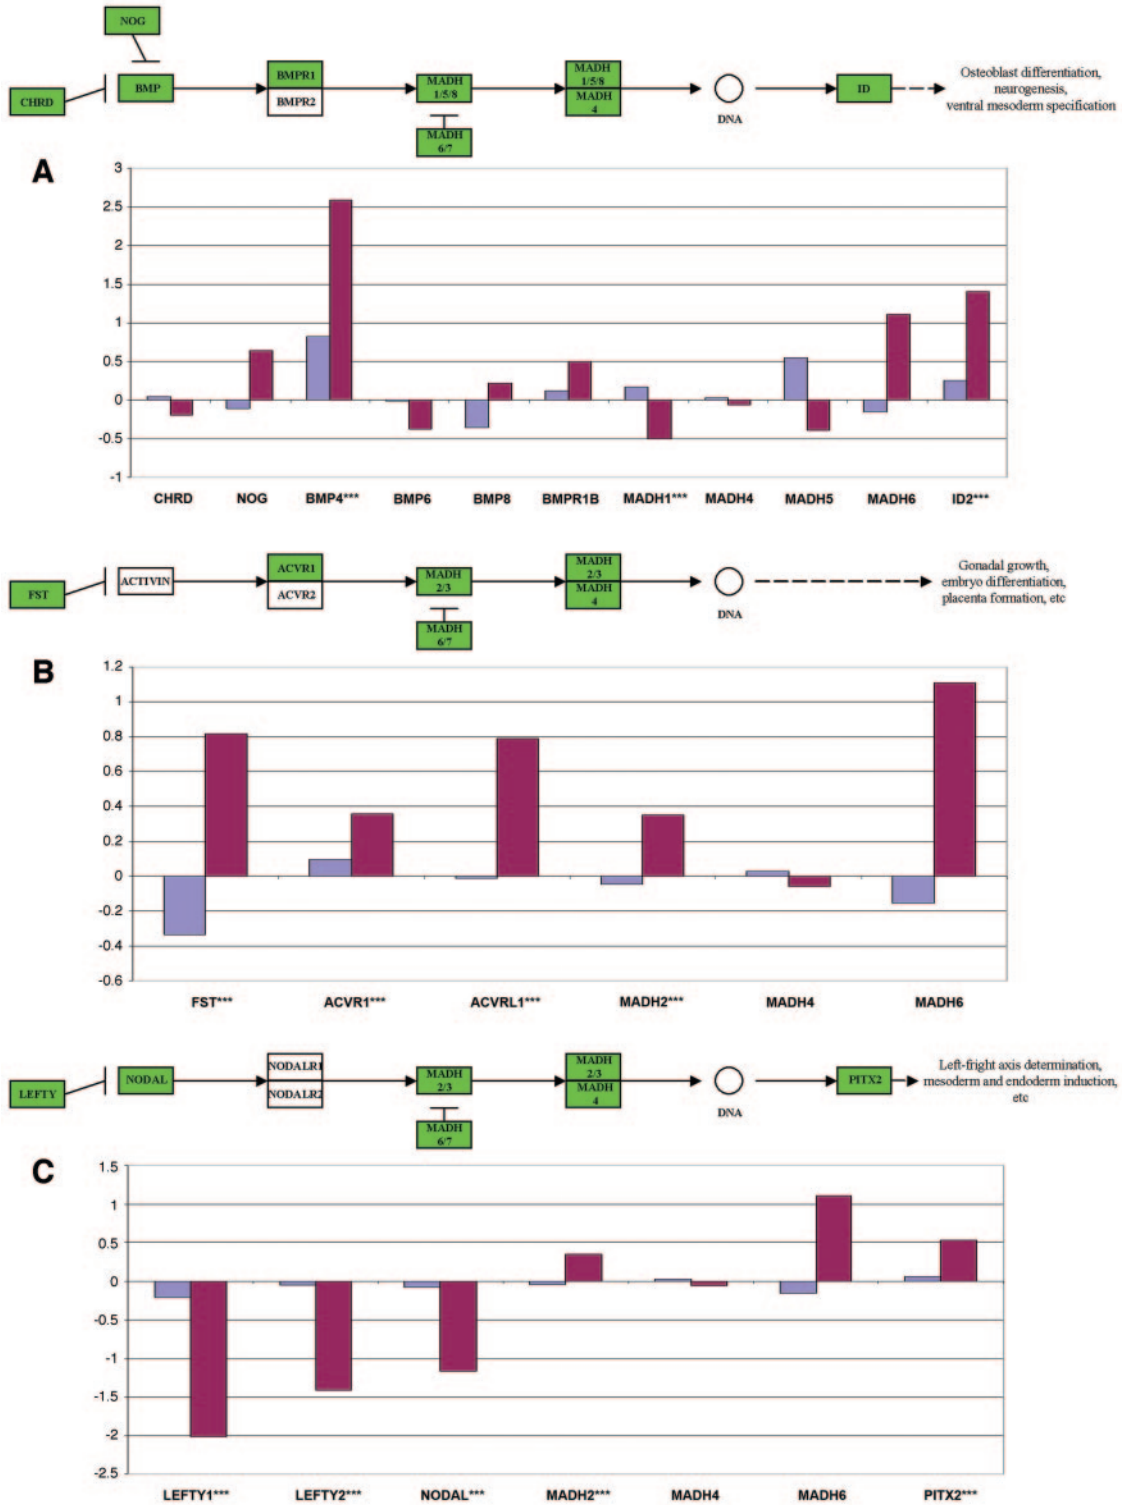 NOG
CHRD
BMP
BMPR1
BMPR2
MADH
1/5/8
MADH
6/7
MADH
1/5/8
MADH
4
DNA
ID
Osteoblast differentiation,
neurogenesis,
ventral mesoderm specification
A
3
2.5
2
1.5
1
0.5
0
-0.5
-1
CHRD NOG BMP4*** BMP6 BMP8 BMPR1B MADH1*** MADH4 MADH5 MADH6 ID2***
FST
ACTIVIN
ACVR1
ACVR2
MADH
2/3
MADH
6/7
MADH
2/3
MADH
4
DNA
Gonadal growth,
embryo differentiation,
placenta formation, etc
B
1.2
1
0.8
0.6
0.4
0.2
0
-0.2
-0.4
-0.6
FST*** ACVR1*** ACVRL1*** MADH2*** MADH4 MADH6
LEFTY
NODAL
NODALR1
NODALR2
MADH
2/3
MADH
6/7
MADH
2/3
MADH
4
DNA
PITX2
Left-fright axis determination,
mesoderm and endoderm induction,
etc
C
1.5
1
0.5
0
-0.5
-1
-1.5
-2
-2.5
LEFTY1*** LEFTY2*** NODAL*** MADH2*** MADH4 MADH6 PITX2***